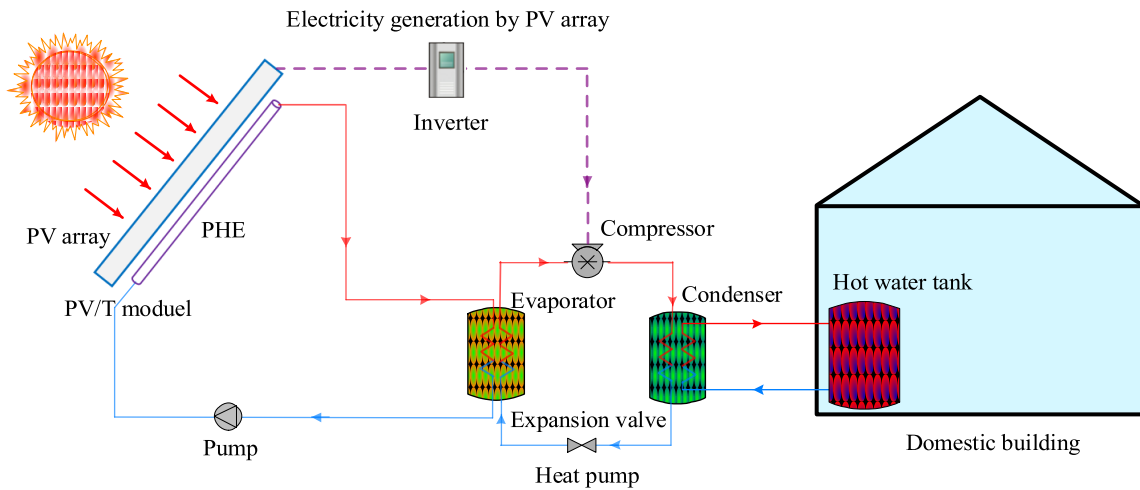 Electricity generation by PV array
Inverter
PV array
PHE
PV/T moduel
Compressor
Evaporator
Condenser
Hot water tank
Expansion valve
Pump
Heat pump
Domestic building